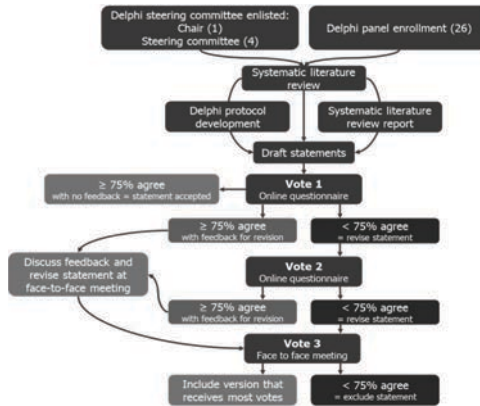 Delphi steering committee enlisted:
Chair (1)
Steering committee (4)
Delphi panel enrollment (26)
Systematic literature
review
Delphi protocol
development
Systematic literature
review report
Draft statements
≥ 75% agree
with no feedback = statement accepted
Vote 1
Online questionnaire
≥ 75% agree
with feedback for revision
< 75% agree
= revise statement
Discuss feedback and
revise statement at
face-to-face meeting
Vote 2
Online questionnaire
≥ 75% agree
with feedback for revision
< 75% agree
= revise statement
Vote 3
Face to face meeting
Include version that
receives most votes
< 75% agree
= exclude statement